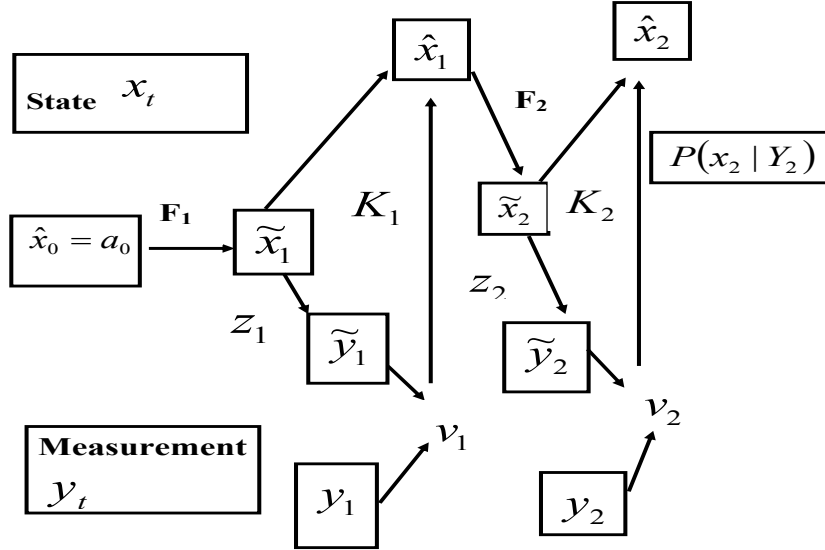 x̂₁
x̂₂
State xₜ
F₂
P(x₂ | Y₂)
x̂₀ = a₀
F₁
x̃₁
K₁
x̃₂
K₂
z₁
ỹ₁
z₂
ỹ₂
v₁
v₂
Measurement
yₜ
y₁
y₂